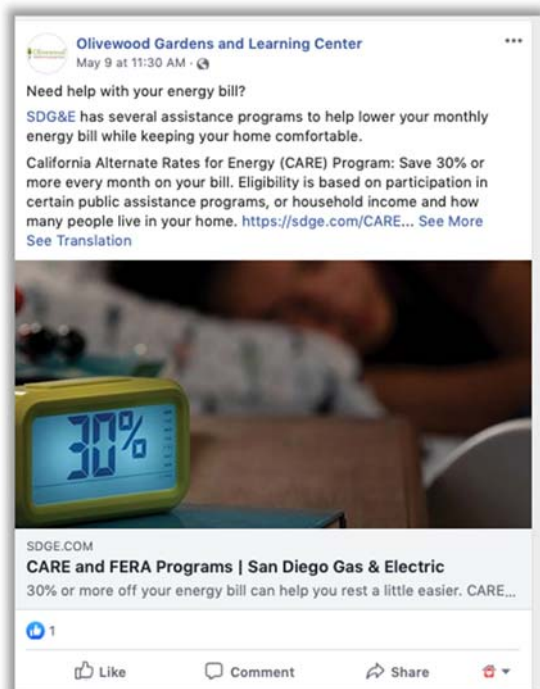 Olivewood Gardens and Learning Center
May 9 at 11:30 AM ·
Need help with your energy bill?
SDG&E has several assistance programs to help lower your monthly
energy bill while keeping your home comfortable.
California Alternate Rates for Energy (CARE) Program: Save 30% or
more every month on your bill. Eligibility is based on participation in
certain public assistance programs, or household income and how
many people live in your home. https://sdge.com/CARE... See More
See Translation
30%
SDGE.COM
CARE and FERA Programs | San Diego Gas & Electric
30% or more off your energy bill can help you rest a little easier. CARE...
1
Like Comment Share